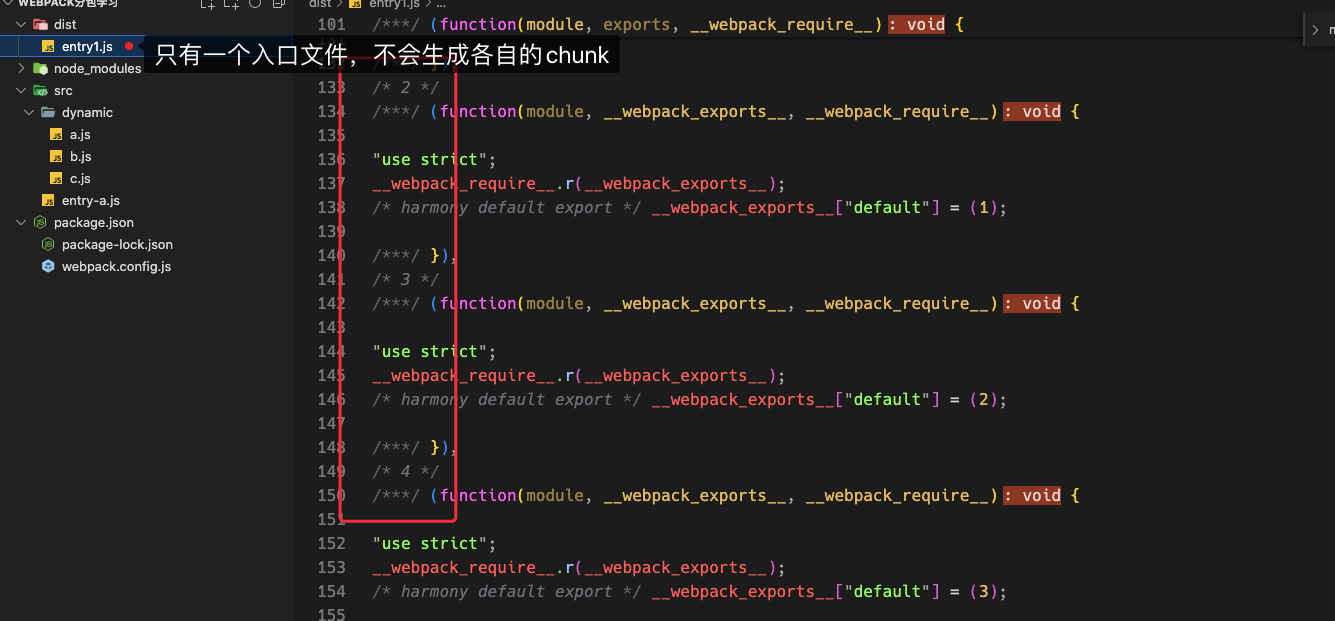 WEBPACK分包学习
dist
entry1.js
node_modules
src
dynamic
a.js
b.js
c.js
entry-a.js
package.json
package-lock.json
webpack.config.js
只有一个入口文件，不会生成各自的chunk
dist > JS entry1.js > ...
101 /***/ (function(module, exports, __webpack_require__): void {
133 /* 2 */
134 /***/ (function(module, __webpack_exports__, __webpack_require__): void {
135
136 "use strict";
137 __webpack_require__.r(__webpack_exports__);
138 /* harmony default export */ __webpack_exports__["default"] = (1);
139
140 /***/ }),
141 /* 3 */
142 /***/ (function(module, __webpack_exports__, __webpack_require__): void {
143
144 "use strict";
145 __webpack_require__.r(__webpack_exports__);
146 /* harmony default export */ __webpack_exports__["default"] = (2);
147
148 /***/ }),
149 /* 4 */
150 /***/ (function(module, __webpack_exports__, __webpack_require__): void {
151
152 "use strict";
153 __webpack_require__.r(__webpack_exports__);
154 /* harmony default export */ __webpack_exports__["default"] = (3);
155